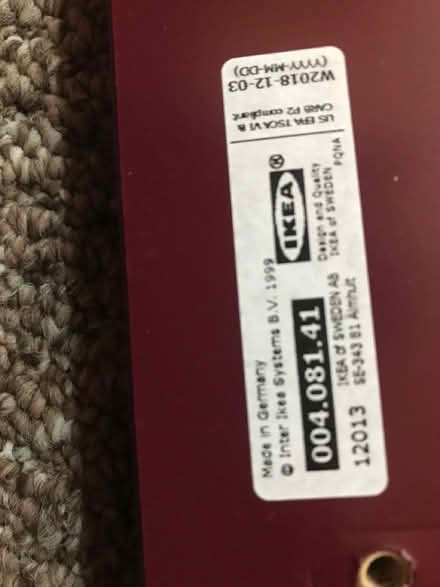 Made in Germany
© Inter Ikea Systems B.V. 1999
004.081.41
IKEA of SWEDEN AB
12013
SE-343 81 Älmhult
IKEA®
Design and Quality
IKEA of SWEDEN
PQNA
US EPA TSCA VI &
CARB P2 compliant
W2018-12-03
(YYYY-MM-DD)